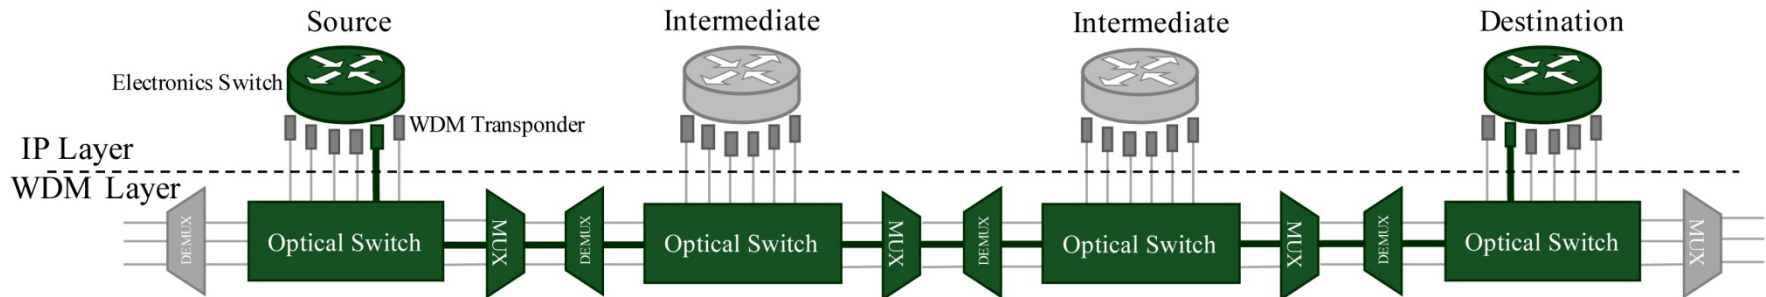 Source
Intermediate
Intermediate
Destination
Electronics Switch
WDM Transponder
IP Layer
WDM Layer
DEMUX
Optical Switch
MUX
DEMUX
Optical Switch
MUX
DEMUX
Optical Switch
MUX
DEMUX
Optical Switch
MUX